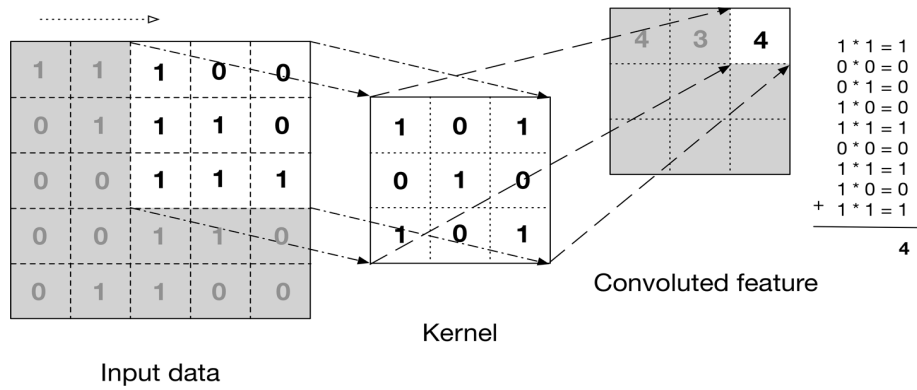 1 1 1 0 0
0 1 1 1 0
0 0 1 1 1
0 0 1 1 0
0 1 1 0 0
Input data
1 0 1
0 1 0
1 0 1
Kernel
4 3 4
Convoluted feature
1 * 1 = 1
0 * 0 = 0
0 * 1 = 0
1 * 0 = 0
1 * 1 = 1
0 * 0 = 0
1 * 1 = 1
1 * 0 = 0
+ 1 * 1 = 1
4